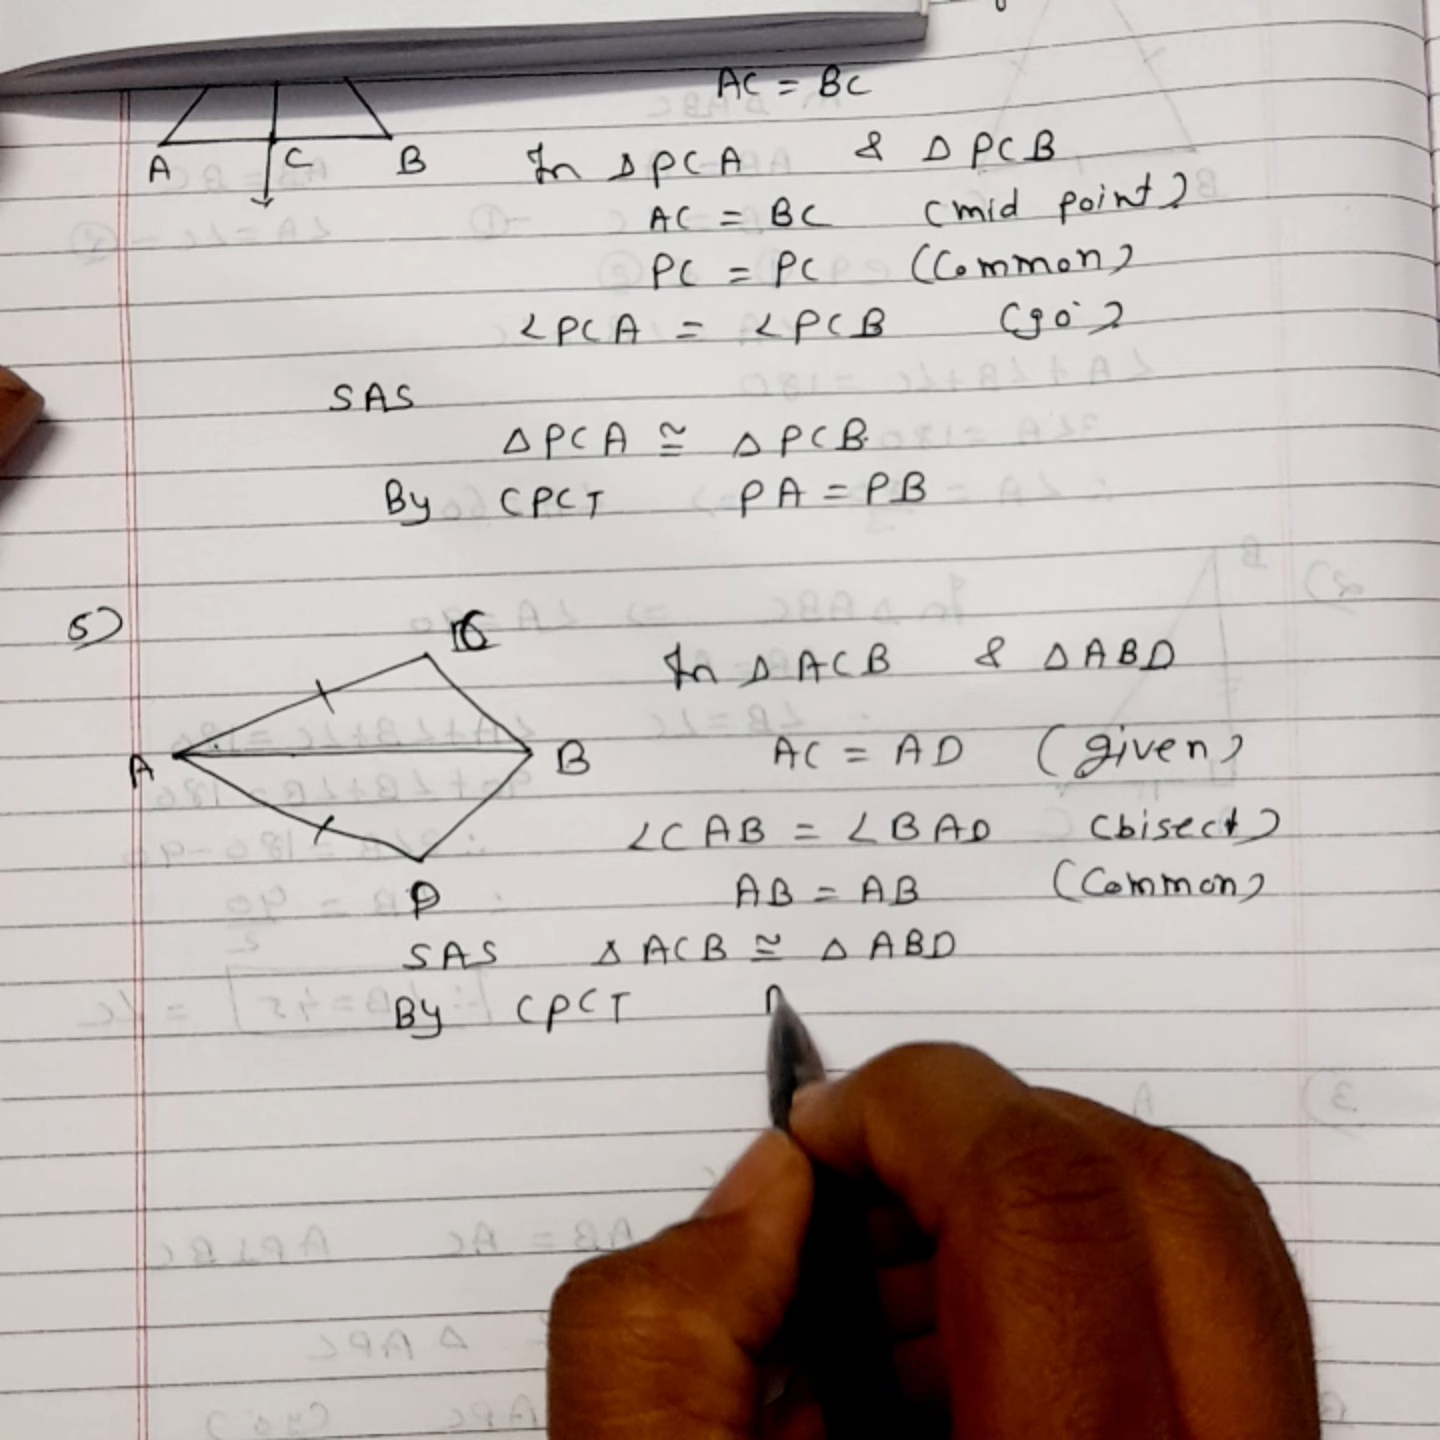 AC = BC
A C B
In △PCA & △PCB
AC = BC (mid point)
PC = PC (Common)
∠PCA = ∠PCB (90°)
SAS
△PCA ≅ △PCB
By CPCT PA = PB
5)
C
In △ACB & △ABD
A B
AC = AD (given)
∠CAB = ∠BAD (bisect)
D
AB = AB (Common)
SAS △ACB ≅ △ABD
By CPCT